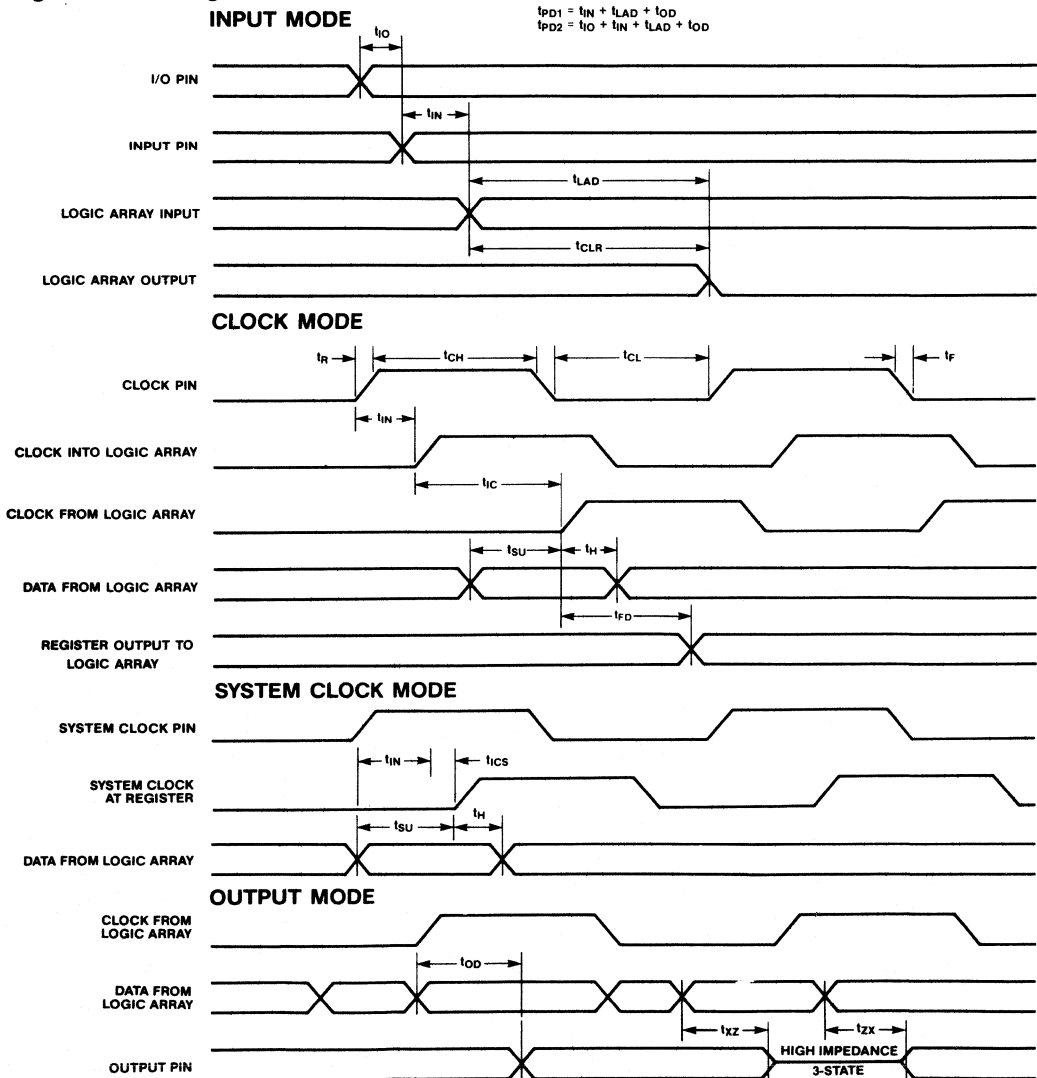 INPUT MODE
tPD1 = tIN + tLAD + tOD
tPD2 = tIO + tIN + tLAD + tOD
tIO
I/O PIN
tIN
INPUT PIN
tLAD
LOGIC ARRAY INPUT
tCLR
LOGIC ARRAY OUTPUT
CLOCK MODE
tR
tCH
tCL
tF
CLOCK PIN
tIN
CLOCK INTO LOGIC ARRAY
tIC
CLOCK FROM LOGIC ARRAY
tSU
tH
DATA FROM LOGIC ARRAY
tFD
REGISTER OUTPUT TO
LOGIC ARRAY
SYSTEM CLOCK MODE
SYSTEM CLOCK PIN
tIN
tICS
SYSTEM CLOCK
AT REGISTER
tSU
tH
DATA FROM LOGIC ARRAY
OUTPUT MODE
CLOCK FROM
LOGIC ARRAY
tOD
DATA FROM
LOGIC ARRAY
tXZ
tZX
HIGH IMPEDANCE
3-STATE
OUTPUT PIN